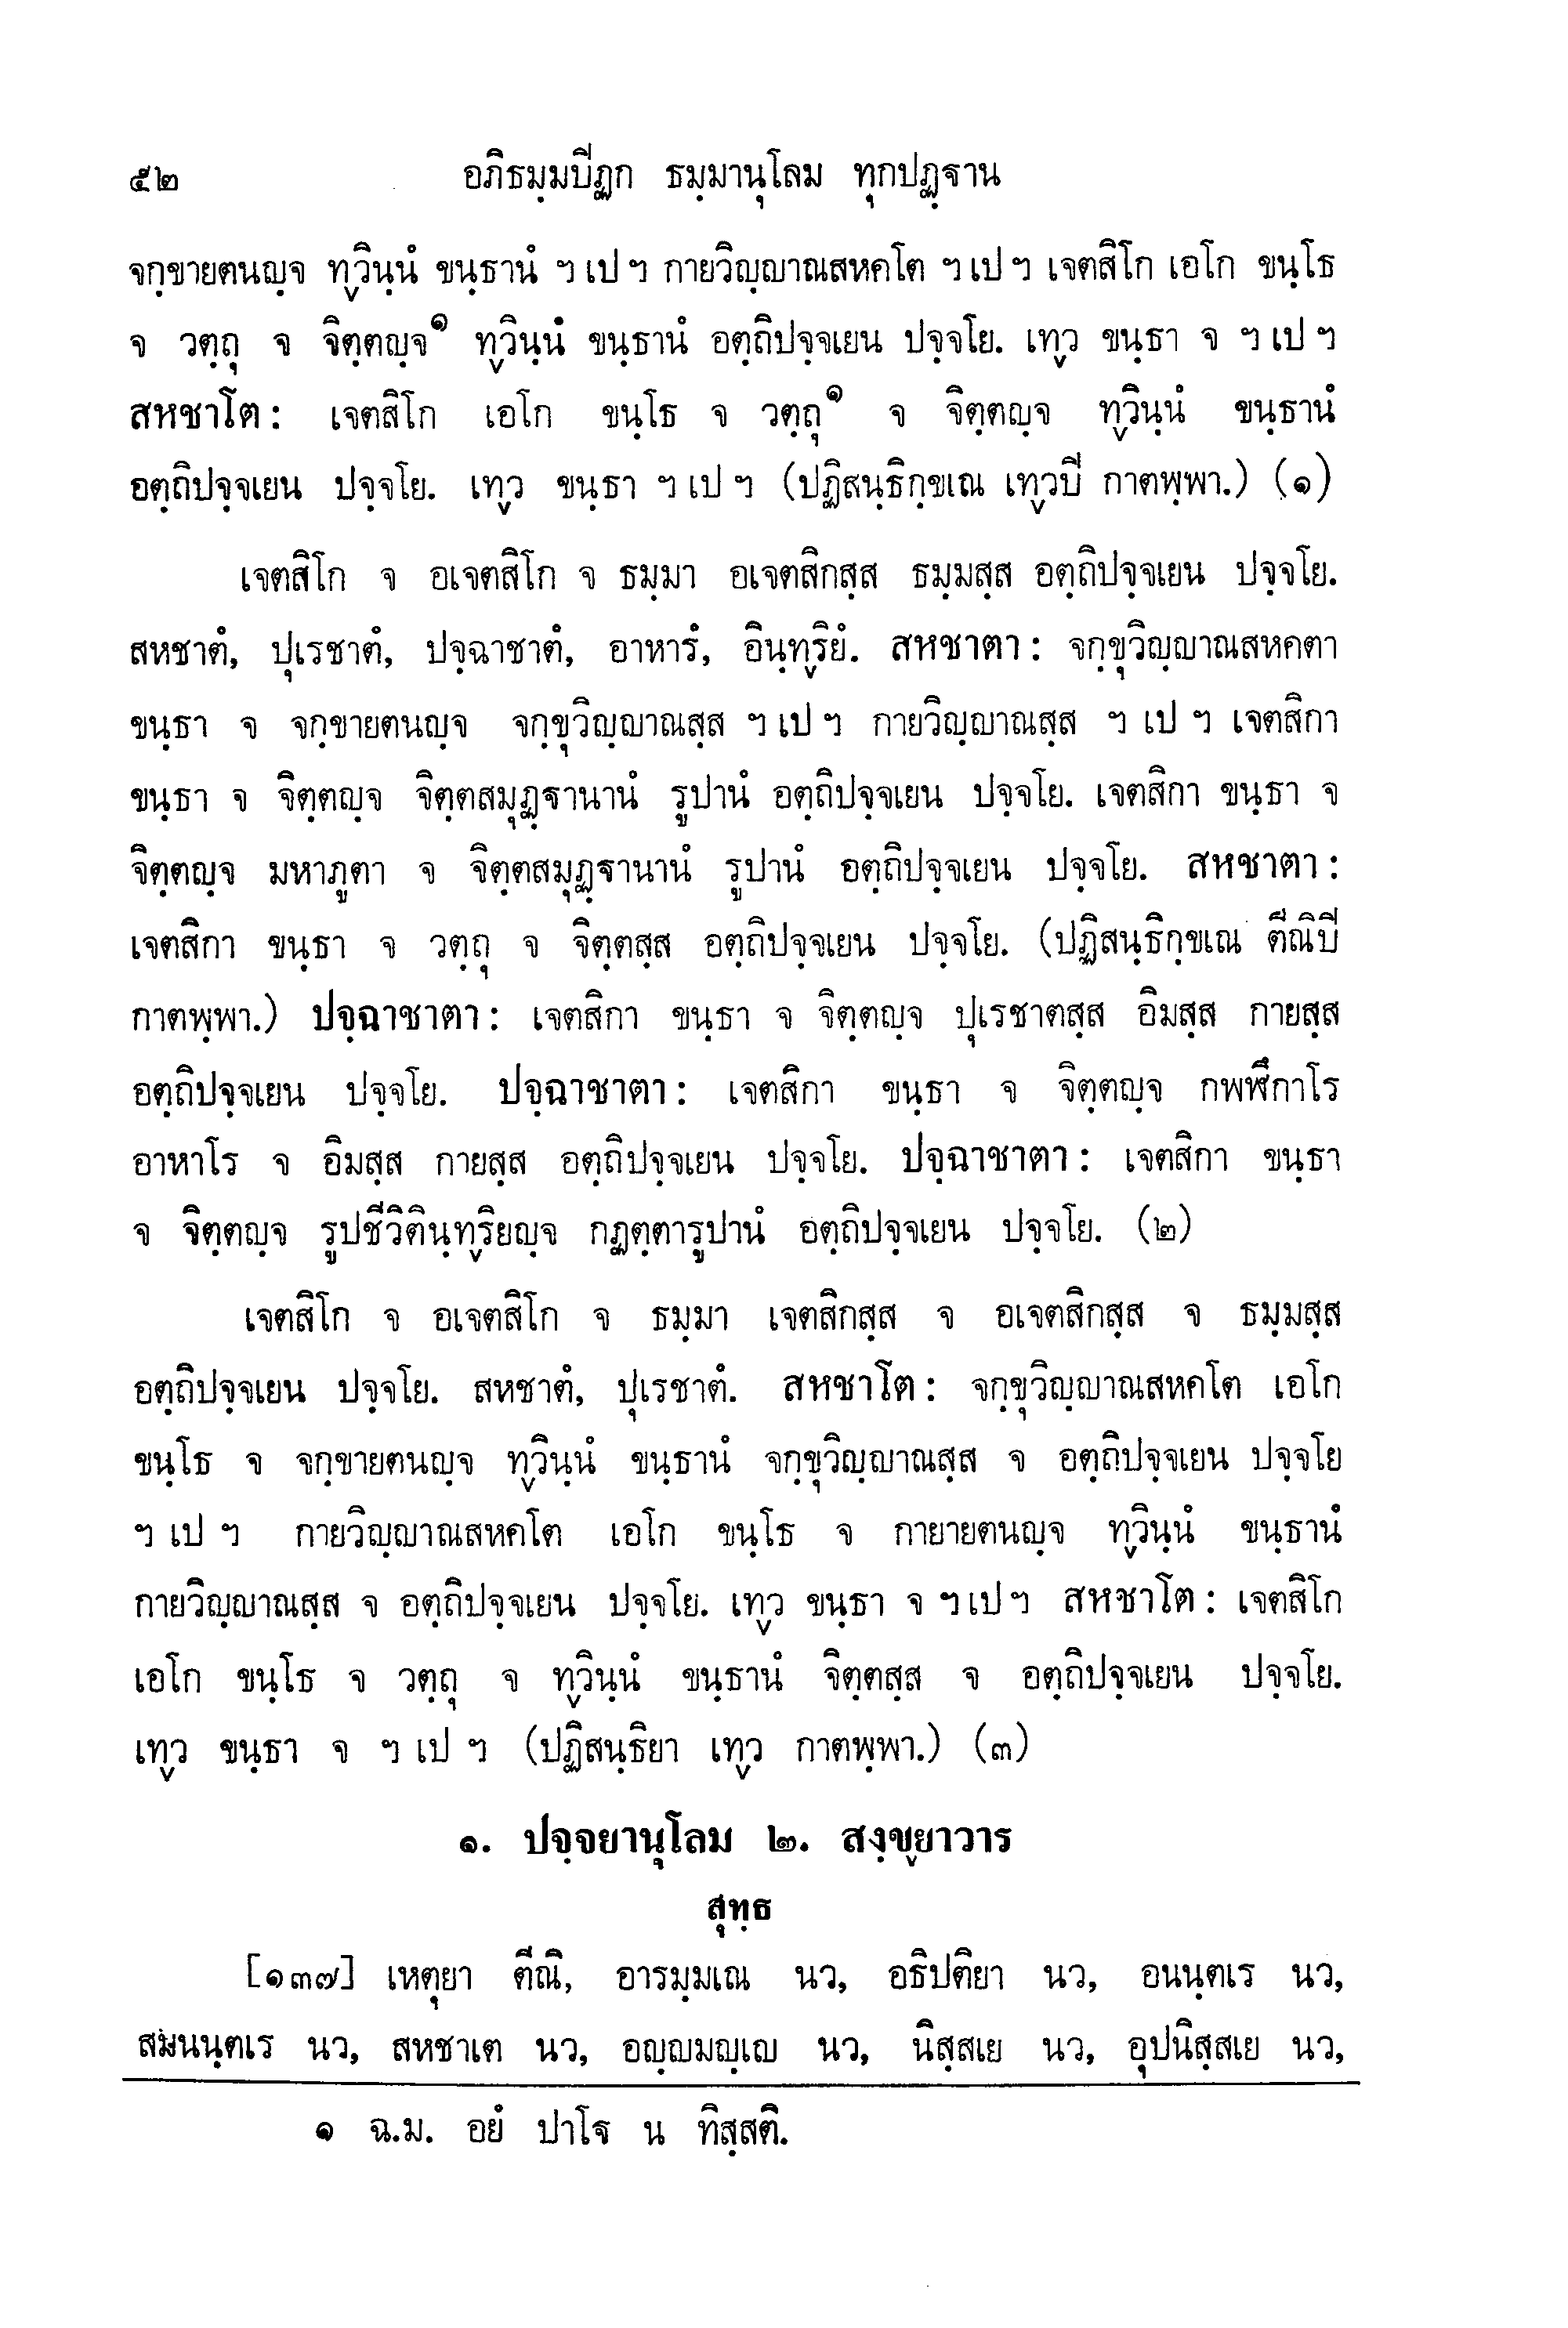 ๕๒ อภิธมฺมปิฏก ธมฺมานุโลม ทุกปฏฺฐาน
จกฺขายตนญฺจ ทฺวินฺนํ ขนฺธานํ ฯ เป ฯ กายวิญฺญาณสหคโต ฯ เป ฯ เจตสิโก เอโก ขนฺโธ
จ วตฺถุ จ จิตฺตญฺจ๑ ทฺวินฺนํ ขนฺธานํ อตฺถิปจฺจเยน ปจฺจโย. เทฺว ขนฺธา จ ฯ เป ฯ
สหชาโต: เจตสิโก เอโก ขนฺโธ จ วตฺถุ๑ จ จิตฺตญฺจ ทฺวินฺนํ ขนฺธานํ
อตฺถิปจฺจเยน ปจฺจโย. เทฺว ขนฺธา ฯ เป ฯ (ปฏิสนฺธิกฺขเณ เทฺวปิ กาตพฺพา.) (๑)
เจตสิโก จ อเจตสิโก จ ธมฺมา อเจตสิกสฺส ธมฺมสฺส อตฺถิปจฺจเยน ปจฺจโย.
สหชาตํ, ปุเรชาตํ, ปจฺฉาชาตํ, อาหารํ, อินฺทฺริยํ. สหชาตา: จกฺขุวิญฺญาณสหคตา
ขนฺธา จ จกฺขายตนญฺจ จกฺขุวิญฺญาณสฺส ฯ เป ฯ กายวิญฺญาณสฺส ฯ เป ฯ เจตสิกา
ขนฺธา จ จิตฺตญฺจ จิตฺตสมุฏฺฐานานํ รูปานํ อตฺถิปจฺจเยน ปจฺจโย. เจตสิกา ขนฺธา จ
จิตฺตญฺจ มหาภูตา จ จิตฺตสมุฏฺฐานานํ รูปานํ อตฺถิปจฺจเยน ปจฺจโย. สหชาตา:
เจตสิกา ขนฺธา จ วตฺถุ จ จิตฺตสฺส อตฺถิปจฺจเยน ปจฺจโย. (ปฏิสนฺธิกฺขเณ ตีณิปิ
กาตพฺพา.) ปจฺฉาชาตา: เจตสิกา ขนฺธา จ จิตฺตญฺจ ปุเรชาตสฺส อิมสฺส กายสฺส
อตฺถิปจฺจเยน ปจฺจโย. ปจฺฉาชาตา: เจตสิกา ขนฺธา จ จิตฺตญฺจ กพฬีกาโร
อาหาโร จ อิมสฺส กายสฺส อตฺถิปจฺจเยน ปจฺจโย. ปจฺฉาชาตา: เจตสิกา ขนฺธา
จ จิตฺตญฺจ รูปชีวิตินฺทฺริยญฺจ กฏตฺตารูปานํ อตฺถิปจฺจเยน ปจฺจโย. (๒)
เจตสิโก จ อเจตสิโก จ ธมฺมา เจตสิกสฺส จ อเจตสิกสฺส จ ธมฺมสฺส
อตฺถิปจฺจเยน ปจฺจโย. สหชาตํ, ปุเรชาตํ. สหชาโต: จกฺขุวิญฺญาณสหคโต เอโก
ขนฺโธ จ จกฺขายตนญฺจ ทฺวินฺนํ ขนฺธานํ จกฺขุวิญฺญาณสฺส จ อตฺถิปจฺจเยน ปจฺจโย
ฯ เป ฯ กายวิญฺญาณสหคโต เอโก ขนฺโธ จ กายายตนญฺจ ทฺวินฺนํ ขนฺธานํ
กายวิญฺญาณสฺส จ อตฺถิปจฺจเยน ปจฺจโย. เทฺว ขนฺธา จ ฯ เป ฯ สหชาโต: เจตสิโก
เอโก ขนฺโธ จ วตฺถุ จ ทฺวินฺนํ ขนฺธานํ จิตฺตสฺส จ อตฺถิปจฺจเยน ปจฺจโย.
เทฺว ขนฺธา จ ฯ เป ฯ (ปฏิสนฺธิยา เทฺว กาตพฺพา.) (๓)
๑. ปจฺจยานุโลม ๒. สงฺขฺยาวาร
สุทฺธ
[๑๓๗] เหตุยา ตีณิ, อารมฺมเณ นว, อธิปติยา นว, อนนฺตเร นว,
สมนนฺตเร นว, สหชาเต นว, อญฺญมญฺเญ นว, นิสฺสเย นว, อุปนิสฺสเย นว,
๑ ฉ.ม. อยํ ปาโฐ น ทิสฺสติ.